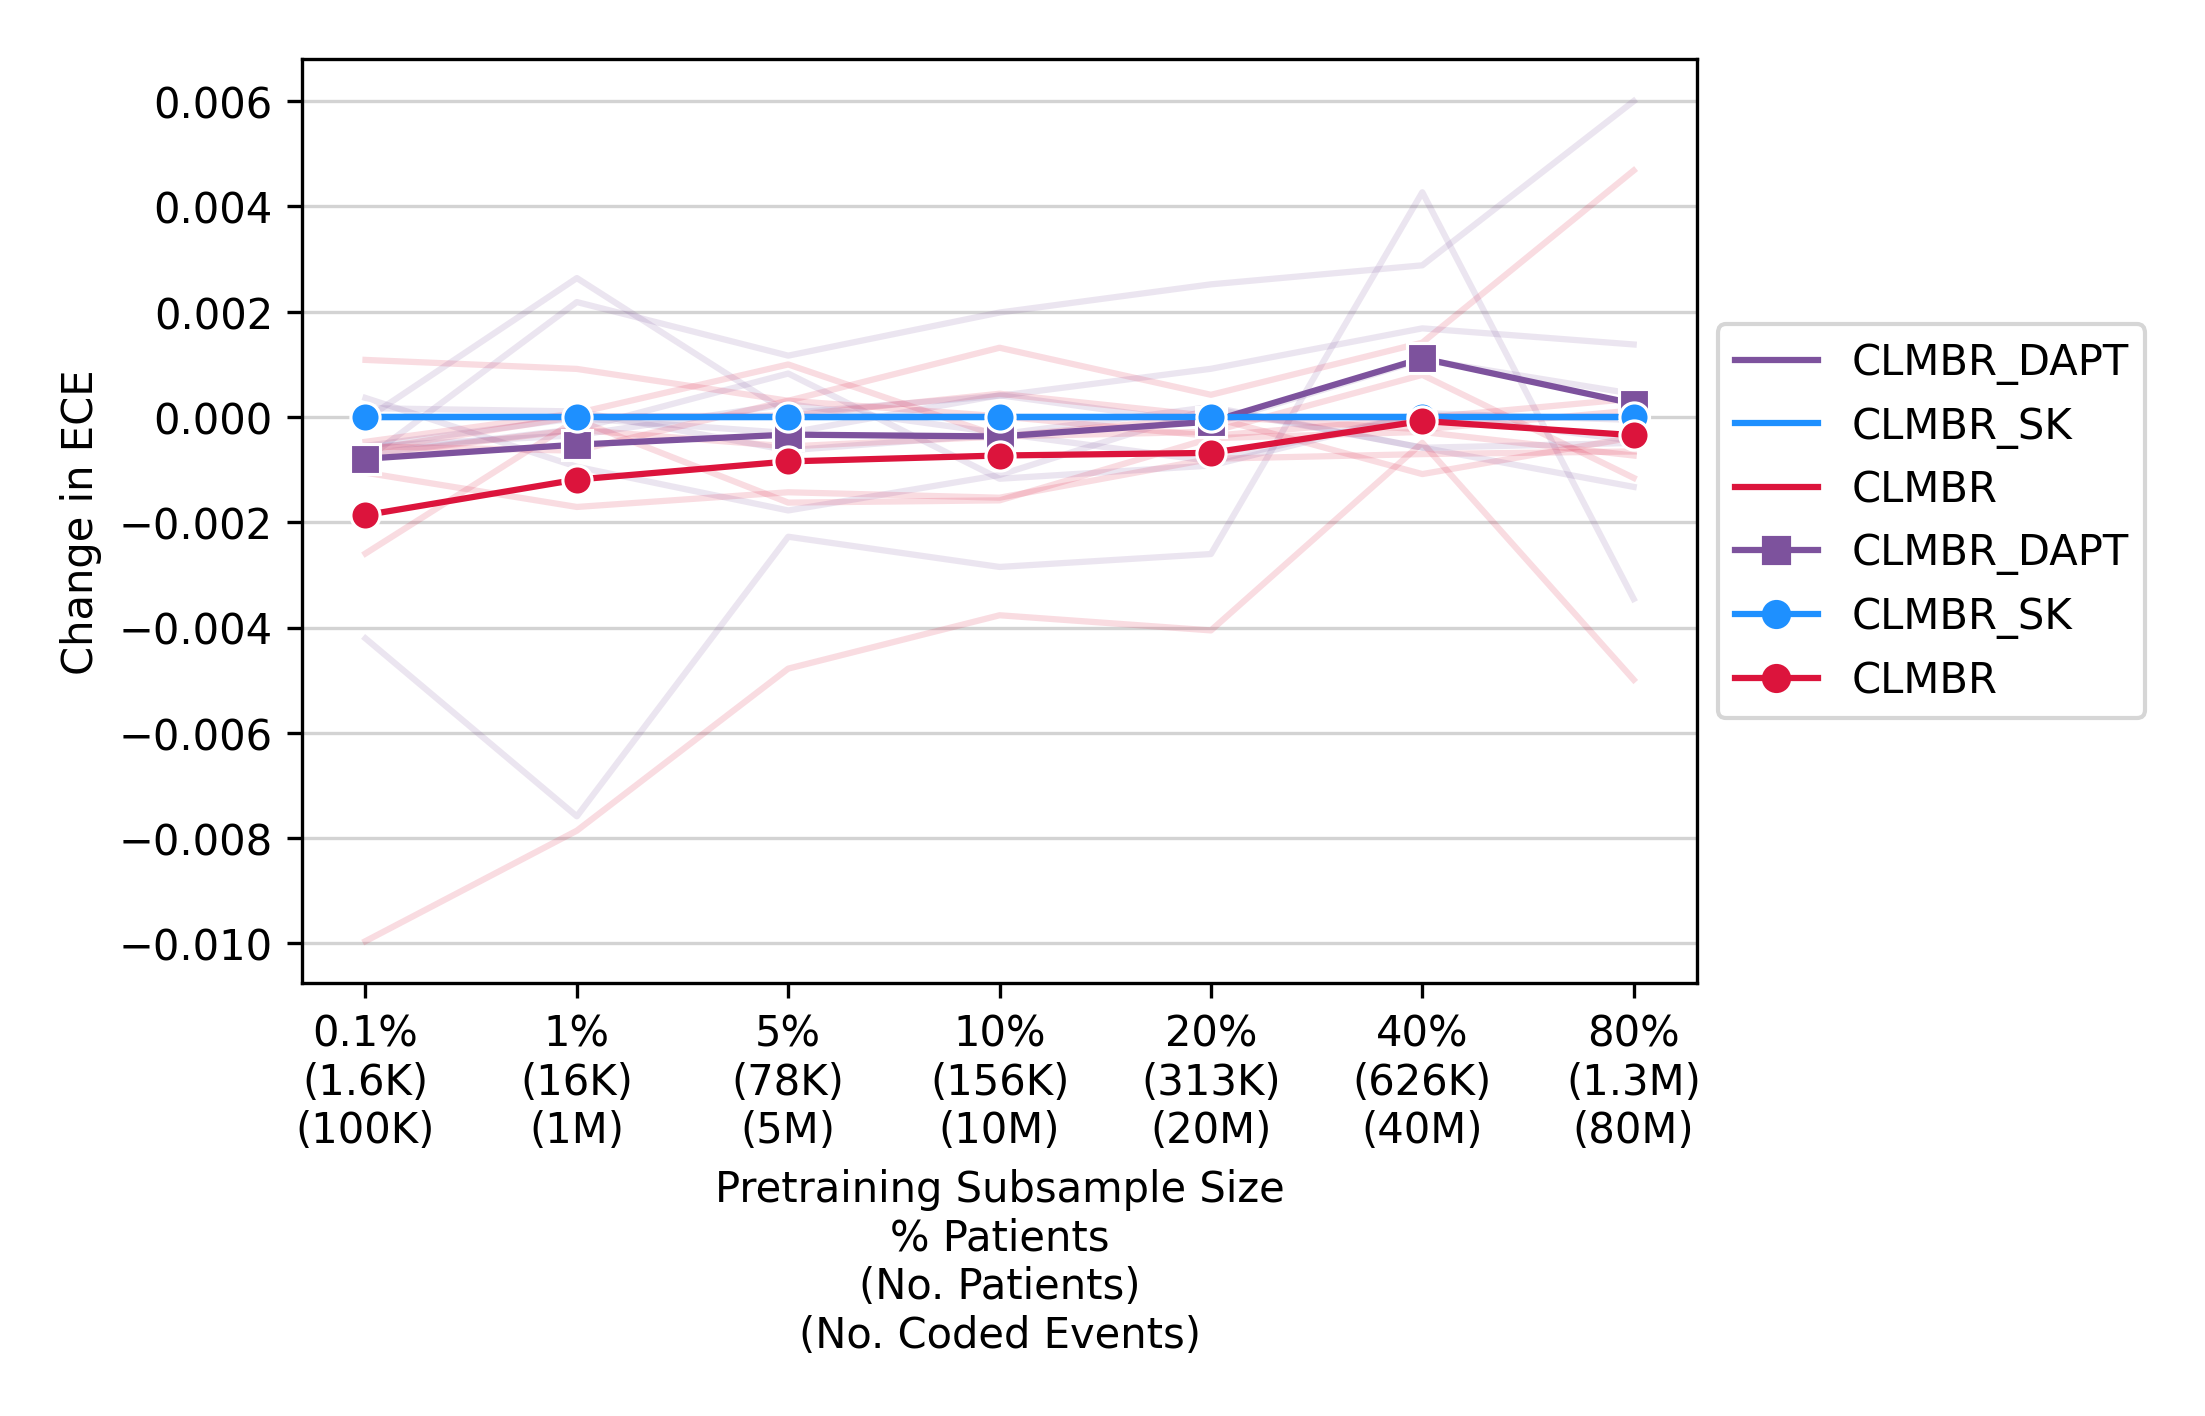 Change in ECE
0.006
0.004
0.002
0.000
−0.002
−0.004
−0.006
−0.008
−0.010
0.1%
(1.6K)
(100K)
1%
(16K)
(1M)
5%
(78K)
(5M)
10%
(156K)
(10M)
20%
(313K)
(20M)
40%
(626K)
(40M)
80%
(1.3M)
(80M)
Pretraining Subsample Size
% Patients
(No. Patients)
(No. Coded Events)
CLMBR_DAPT
CLMBR_SK
CLMBR
CLMBR_DAPT
CLMBR_SK
CLMBR